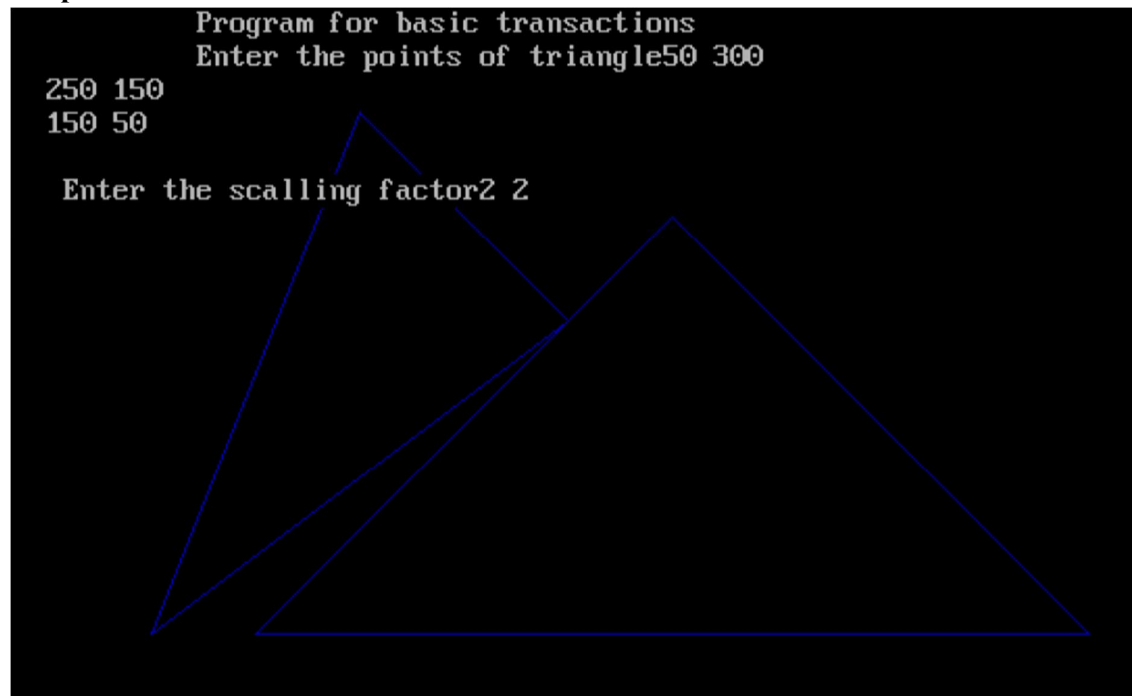 Program for basic transactions
Enter the points of triangle50 300
250 150
150 50
Enter the scalling factor2 2